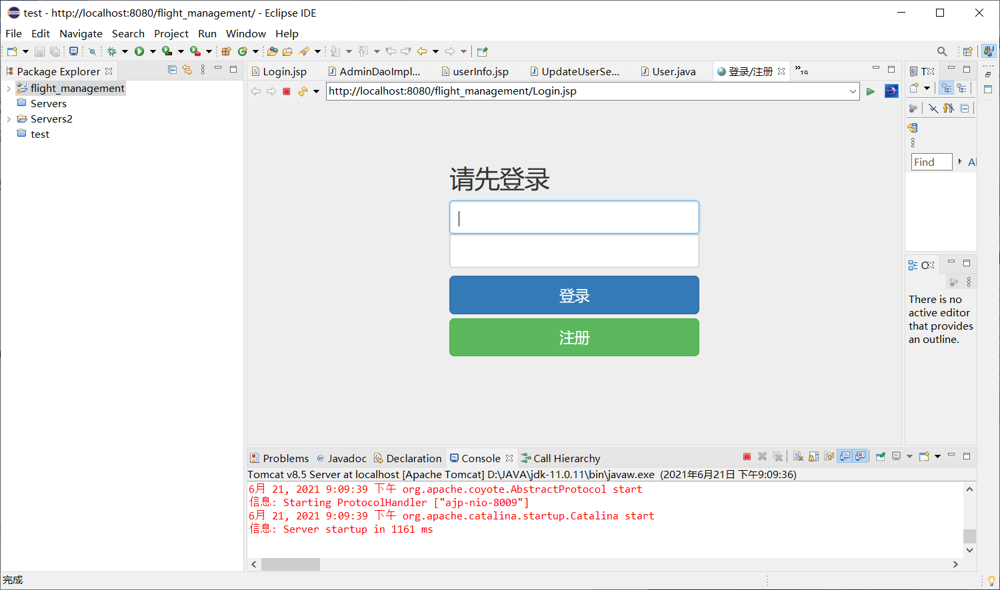 test - http://localhost:8080/flight_management/ - Eclipse IDE
File Edit Navigate Search Project Run Window Help
Package Explorer
flight_management
Servers
Servers2
test
Login.jsp AdminDaoImpl... userInfo.jsp UpdateUserSe... User.java 登录/注册
http://localhost:8080/flight_management/Login.jsp
请先登录
登录
注册
T
Find
Al
O
There is no
active editor
that provides
an outline.
Problems Javadoc Declaration Console Call Hierarchy
Tomcat v8.5 Server at localhost [Apache Tomcat] D:\JAVA\jdk-11.0.11\bin\javaw.exe (2021年6月21日 下午9:09:36)
6月 21, 2021 9:09:39 下午 org.apache.coyote.AbstractProtocol start
信息: Starting ProtocolHandler ["ajp-nio-8009"]
6月 21, 2021 9:09:39 下午 org.apache.catalina.startup.Catalina start
信息: Server startup in 1161 ms
完成